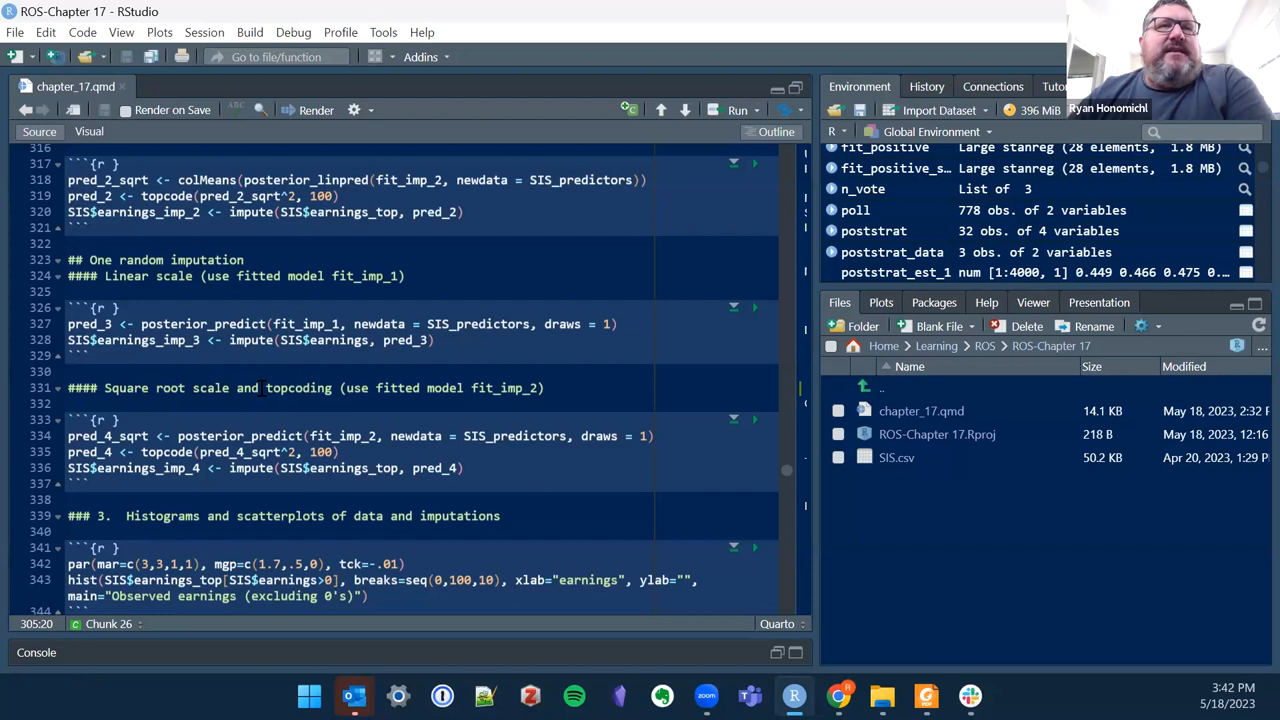 ROS-Chapter 17 - RStudio
File Edit Code View Plots Session Build Debug Profile Tools Help
Go to file/function Addins
chapter_17.qmd
Render on Save ABC Render Run
Source Visual Outline
316
317 ```{r }
318 pred_2_sqrt <- colMeans(posterior_linpred(fit_imp_2, newdata = SIS_predictors))
319 pred_2 <- topcode(pred_2_sqrt^2, 100)
320 SIS$earnings_imp_2 <- impute(SIS$earnings_top, pred_2)
321 ```
322
323 ## One random imputation
324 #### Linear scale (use fitted model fit_imp_1)
325
326 ```{r }
327 pred_3 <- posterior_predict(fit_imp_1, newdata = SIS_predictors, draws = 1)
328 SIS$earnings_imp_3 <- impute(SIS$earnings, pred_3)
329 ```
330
331 #### Square root scale and topcoding (use fitted model fit_imp_2)
332
333 ```{r }
334 pred_4_sqrt <- posterior_predict(fit_imp_2, newdata = SIS_predictors, draws = 1)
335 pred_4 <- topcode(pred_4_sqrt^2, 100)
336 SIS$earnings_imp_4 <- impute(SIS$earnings_top, pred_4)
337 ```
338
339 ### 3. Histograms and scatterplots of data and imputations
340
341 ```{r }
342 par(mar=c(3,3,1,1), mgp=c(1.7,.5,0), tck=-.01)
343 hist(SIS$earnings_top[SIS$earnings>0], breaks=seq(0,100,10), xlab="earnings", ylab="",
main="Observed earnings (excluding 0's)")
344 ```
305:20 Chunk 26 Quarto
Console
Environment History Connections Tutor
Ryan Honomichl
Import Dataset 396 MiB
R Global Environment
fit_positive Large stanreg (28 elements, 1.8 MB)
fit_positive_s... Large stanreg (28 elements, 1.8 MB)
n_vote List of 3
poll 778 obs. of 2 variables
poststrat 32 obs. of 4 variables
poststrat_data 3 obs. of 2 variables
poststrat_est_1 num [1:4000, 1] 0.449 0.466 0.475 0...
Files Plots Packages Help Viewer Presentation
Folder Blank File Delete Rename
Home Learning ROS ROS-Chapter 17 ...
Name Size Modified
..
chapter_17.qmd 14.1 KB May 18, 2023, 2:32 P
ROS-Chapter 17.Rproj 218 B May 18, 2023, 12:16
SIS.csv 50.2 KB Apr 20, 2023, 1:29 P
3:42 PM
5/18/2023